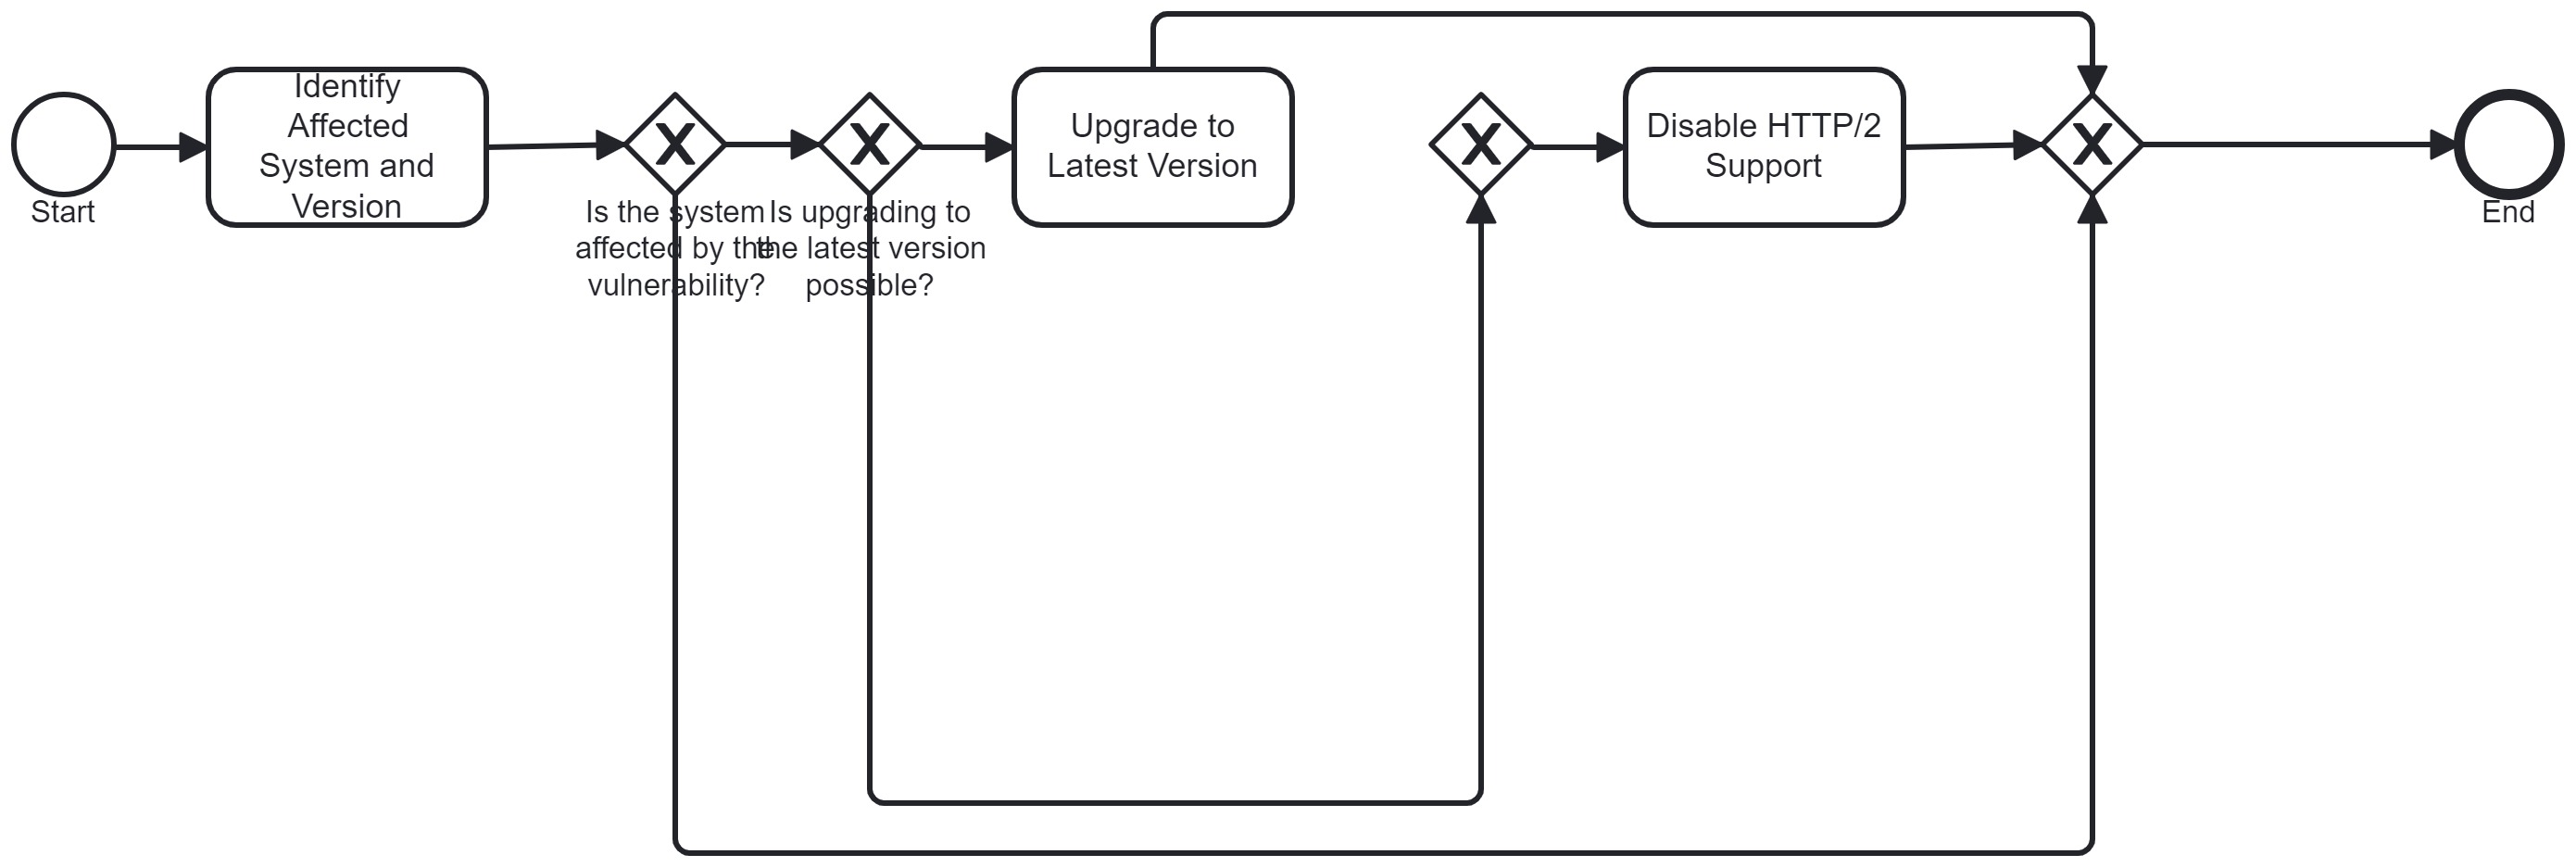 Start
Identify
Affected
System and
Version
Is the system
affected by the
vulnerability?
Is upgrading to
the latest version
possible?
Upgrade to
Latest Version
Disable HTTP/2
Support
End